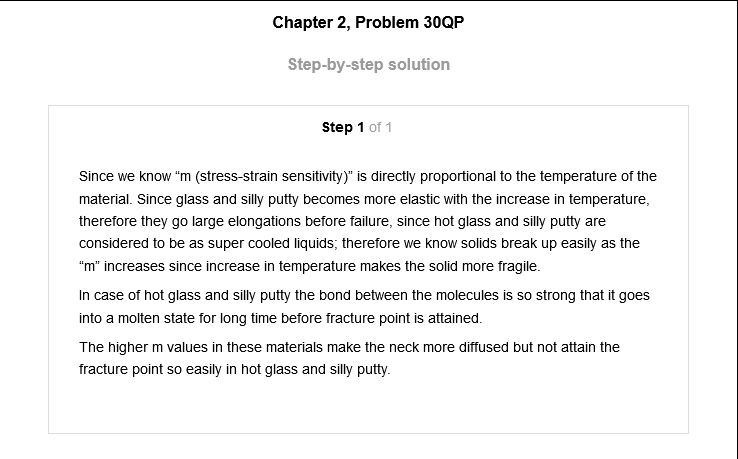 Chapter 2, Problem 30QP
Step-by-step solution
Step 1 of 1
Since we know “m (stress-strain sensitivity)” is directly proportional to the temperature of the
material. Since glass and silly putty becomes more elastic with the increase in temperature,
therefore they go large elongations before failure, since hot glass and silly putty are
considered to be as super cooled liquids; therefore we know solids break up easily as the
“m” increases since increase in temperature makes the solid more fragile.
In case of hot glass and silly putty the bond between the molecules is so strong that it goes
into a molten state for long time before fracture point is attained.
The higher m values in these materials make the neck more diffused but not attain the
fracture point so easily in hot glass and silly putty.